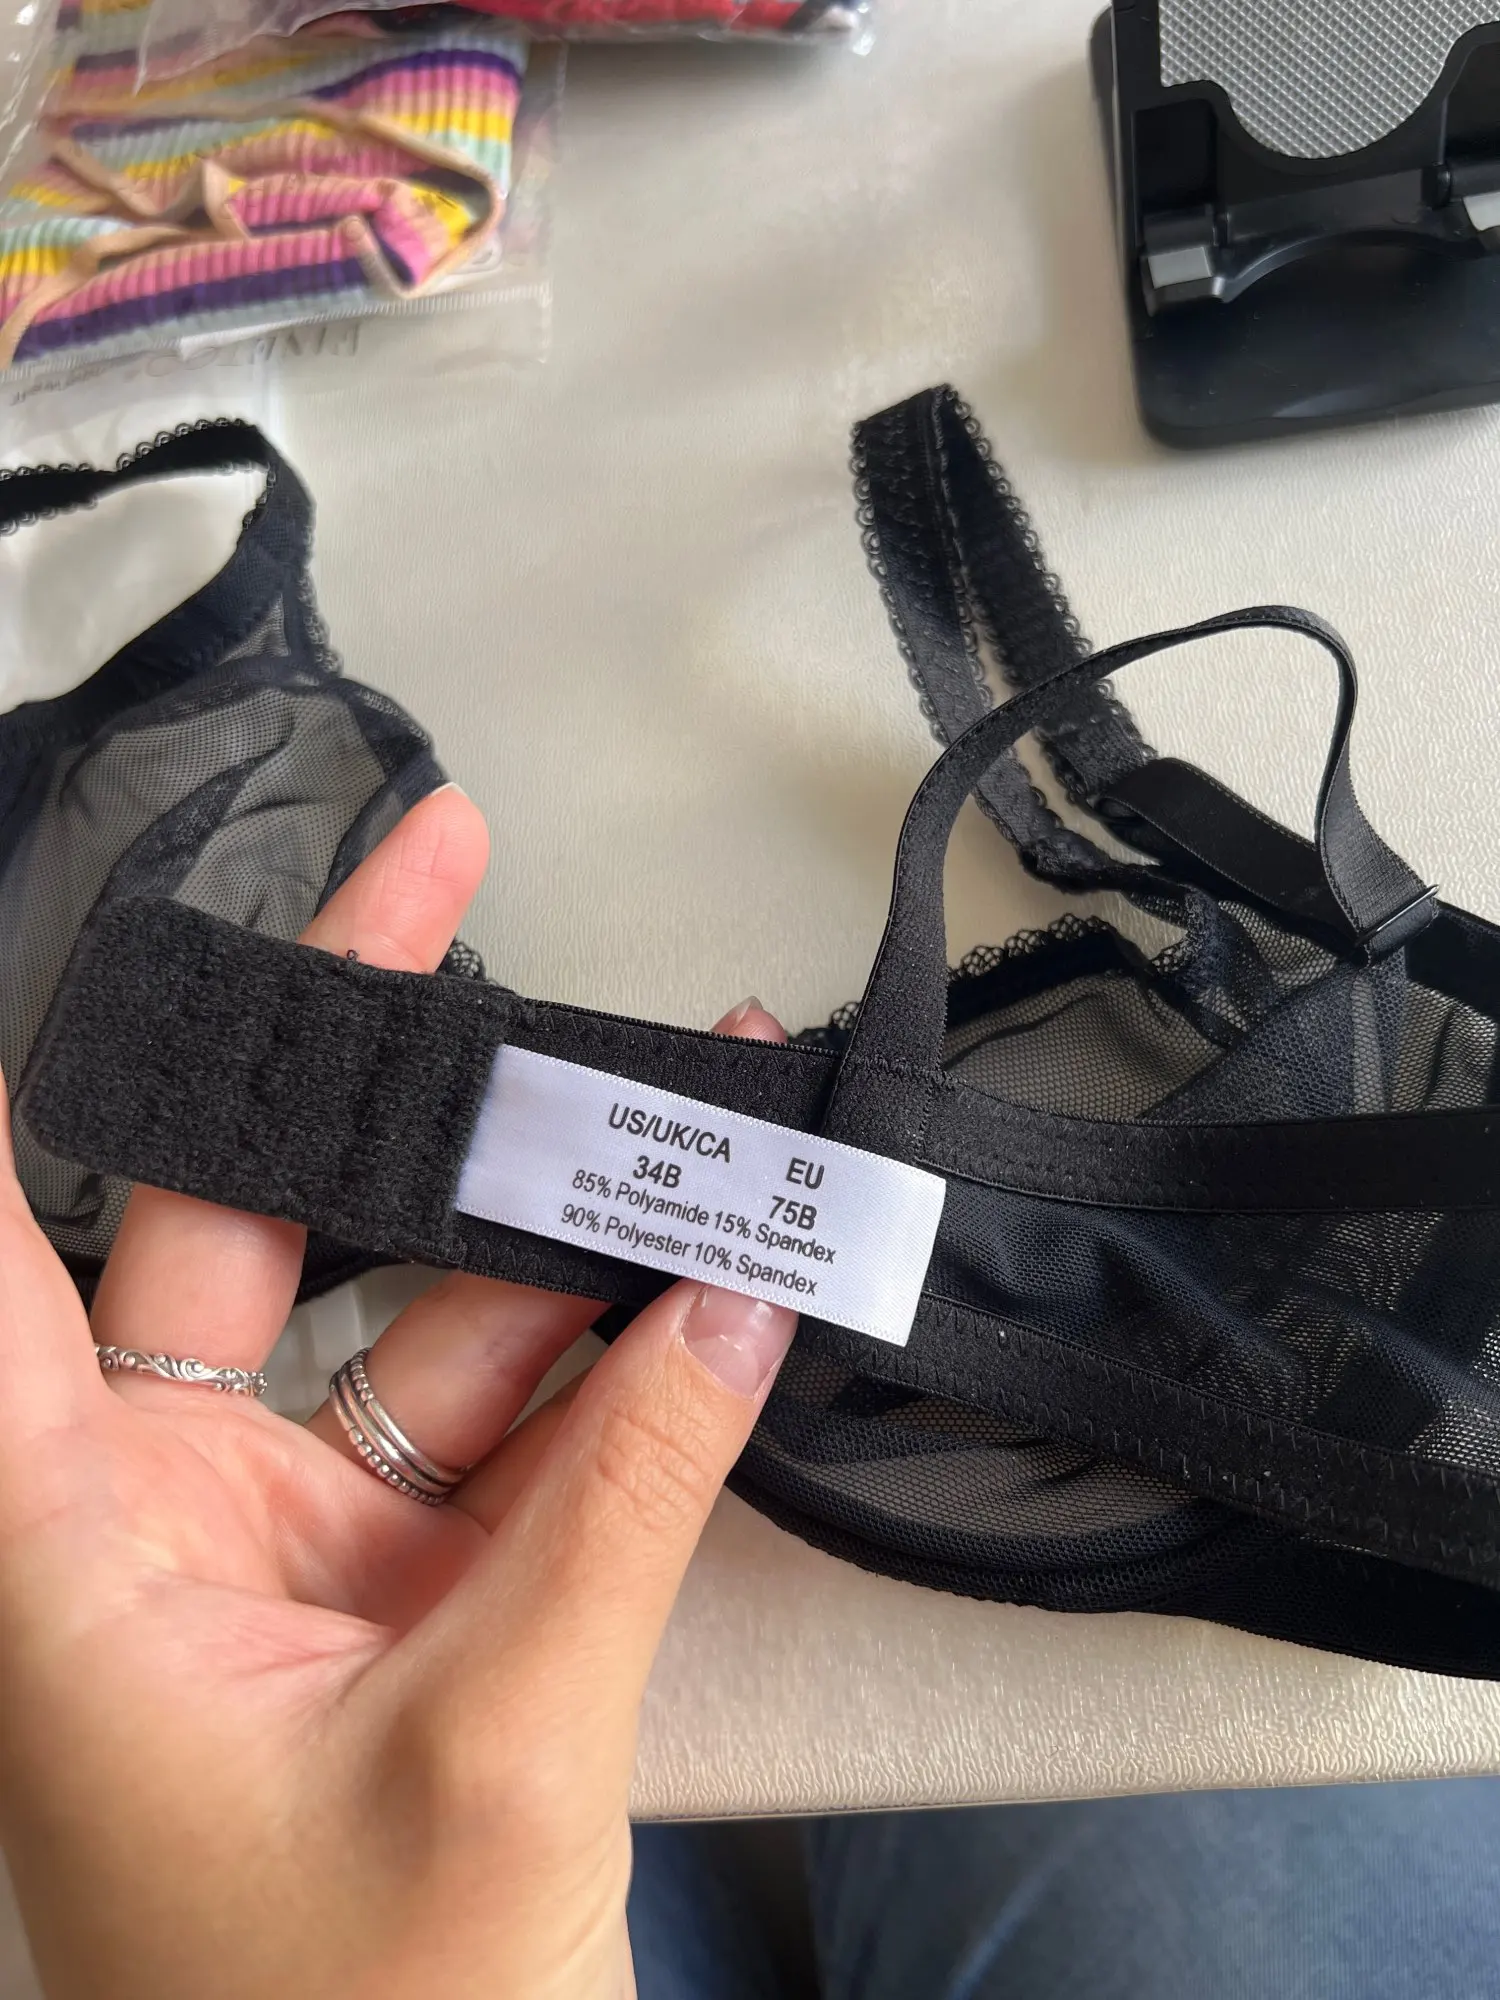 US/UK/CA EU
34B 75B
85% Polyamide 15% Spandex
90% Polyester 10% Spandex